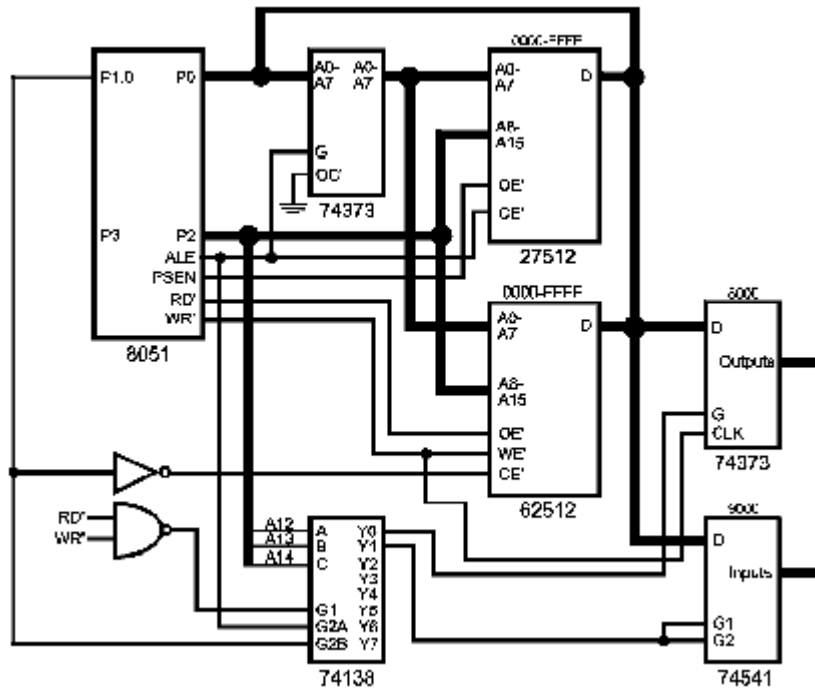 0000-FFFF
P1.0
P0
A0-
A7
A0-
A7
A0-
A7
D
A8-
A15
G
OC'
OE'
CE'
74373
27512
P3
P2
ALE
PSEN
RD'
WR'
8051
0000-FFFF
A0-
A7
D
A8-
A15
OE'
WE'
CE'
62512
8000
D
Outputs
G
CLK
74373
RD'
WR'
A12
A13
A14
A
B
C
G1
G2A
G2B
Y0
Y1
Y2
Y3
Y4
Y5
Y6
Y7
74138
9000
D
Inputs
G1
G2
74541